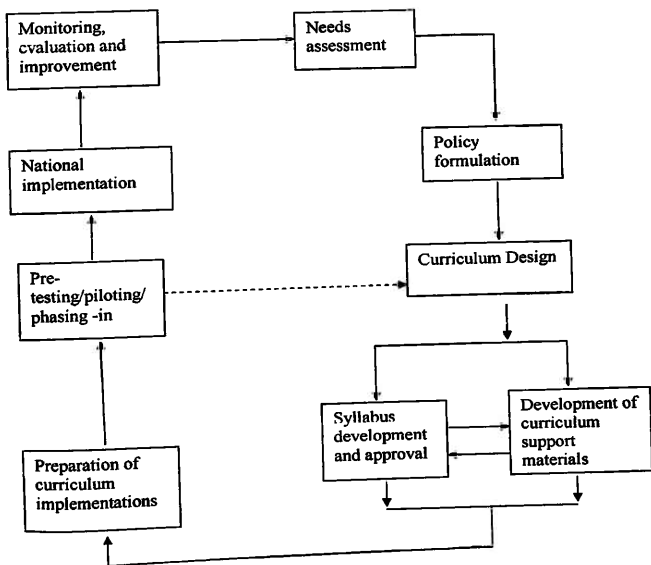 Monitoring,
cvaluation and
improvement
Needs
assessment
Policy
formulation
National
implementation
Curriculum Design
Pre-
testing/piloting/
phasing -in
Syllabus
development
and approval
Development of
curriculum
support
materials
Preparation of
curriculum
implementations